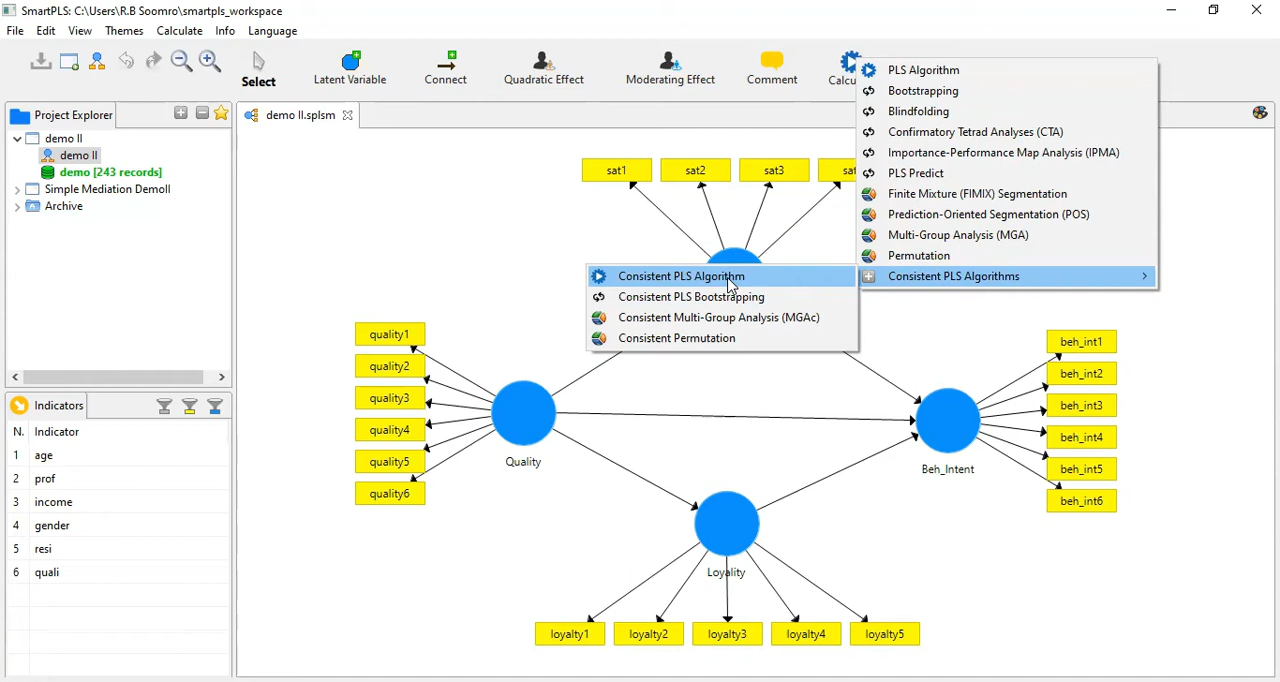 SmartPLS: C:\Users\R.B Soomro\smartpls_workspace
File Edit View Themes Calculate Info Language
Select
Latent Variable
Connect
Quadratic Effect
Moderating Effect
Comment
Calcu
PLS Algorithm
Bootstrapping
Blindfolding
Confirmatory Tetrad Analyses (CTA)
Importance-Performance Map Analysis (IPMA)
PLS Predict
Finite Mixture (FIMIX) Segmentation
Prediction-Oriented Segmentation (POS)
Multi-Group Analysis (MGA)
Permutation
Consistent PLS Algorithms
Consistent PLS Algorithm
Consistent PLS Bootstrapping
Consistent Multi-Group Analysis (MGAc)
Consistent Permutation
Project Explorer
demo II
demo II
demo [243 records]
Simple Mediation DemoII
Archive
Indicators
N. Indicator
1 age
2 prof
3 income
4 gender
5 resi
6 quali
demo II.splsm
sat1 sat2 sat3 sat
quality1
quality2
quality3
quality4
quality5
quality6
Quality
beh_int1
beh_int2
beh_int3
beh_int4
beh_int5
beh_int6
Beh_Intent
Loyality
loyalty1 loyalty2 loyalty3 loyalty4 loyalty5